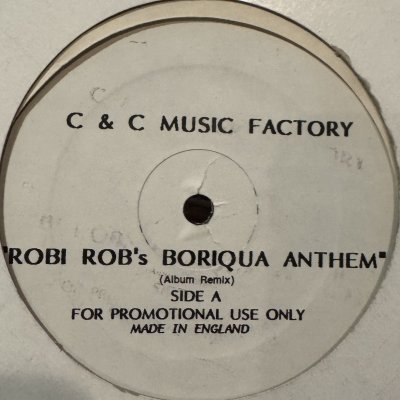 C & C MUSIC FACTORY
"ROBI ROB's BORIQUA ANTHEM"
(Album Remix)
SIDE A
FOR PROMOTIONAL USE ONLY
MADE IN ENGLAND